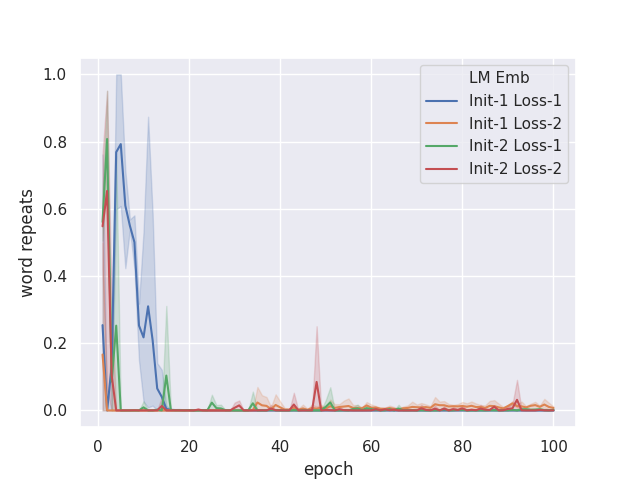 LM Emb
Init-1 Loss-1
Init-1 Loss-2
Init-2 Loss-1
Init-2 Loss-2
word repeats
1.0
0.8
0.6
0.4
0.2
0.0
0 20 40 60 80 100
epoch